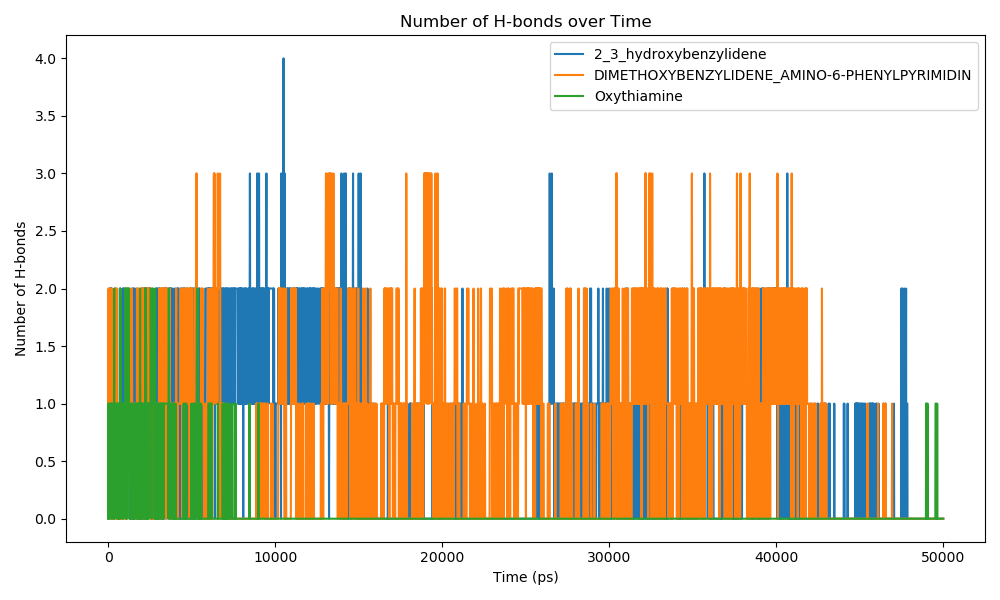 Number of H-bonds over Time
2_3_hydroxybenzylidene
DIMETHOXYBENZYLIDENE_AMINO-6-PHENYLPYRIMIDIN
Oxythiamine
Number of H-bonds
4.0
3.5
3.0
2.5
2.0
1.5
1.0
0.5
0.0
0 10000 20000 30000 40000 50000
Time (ps)